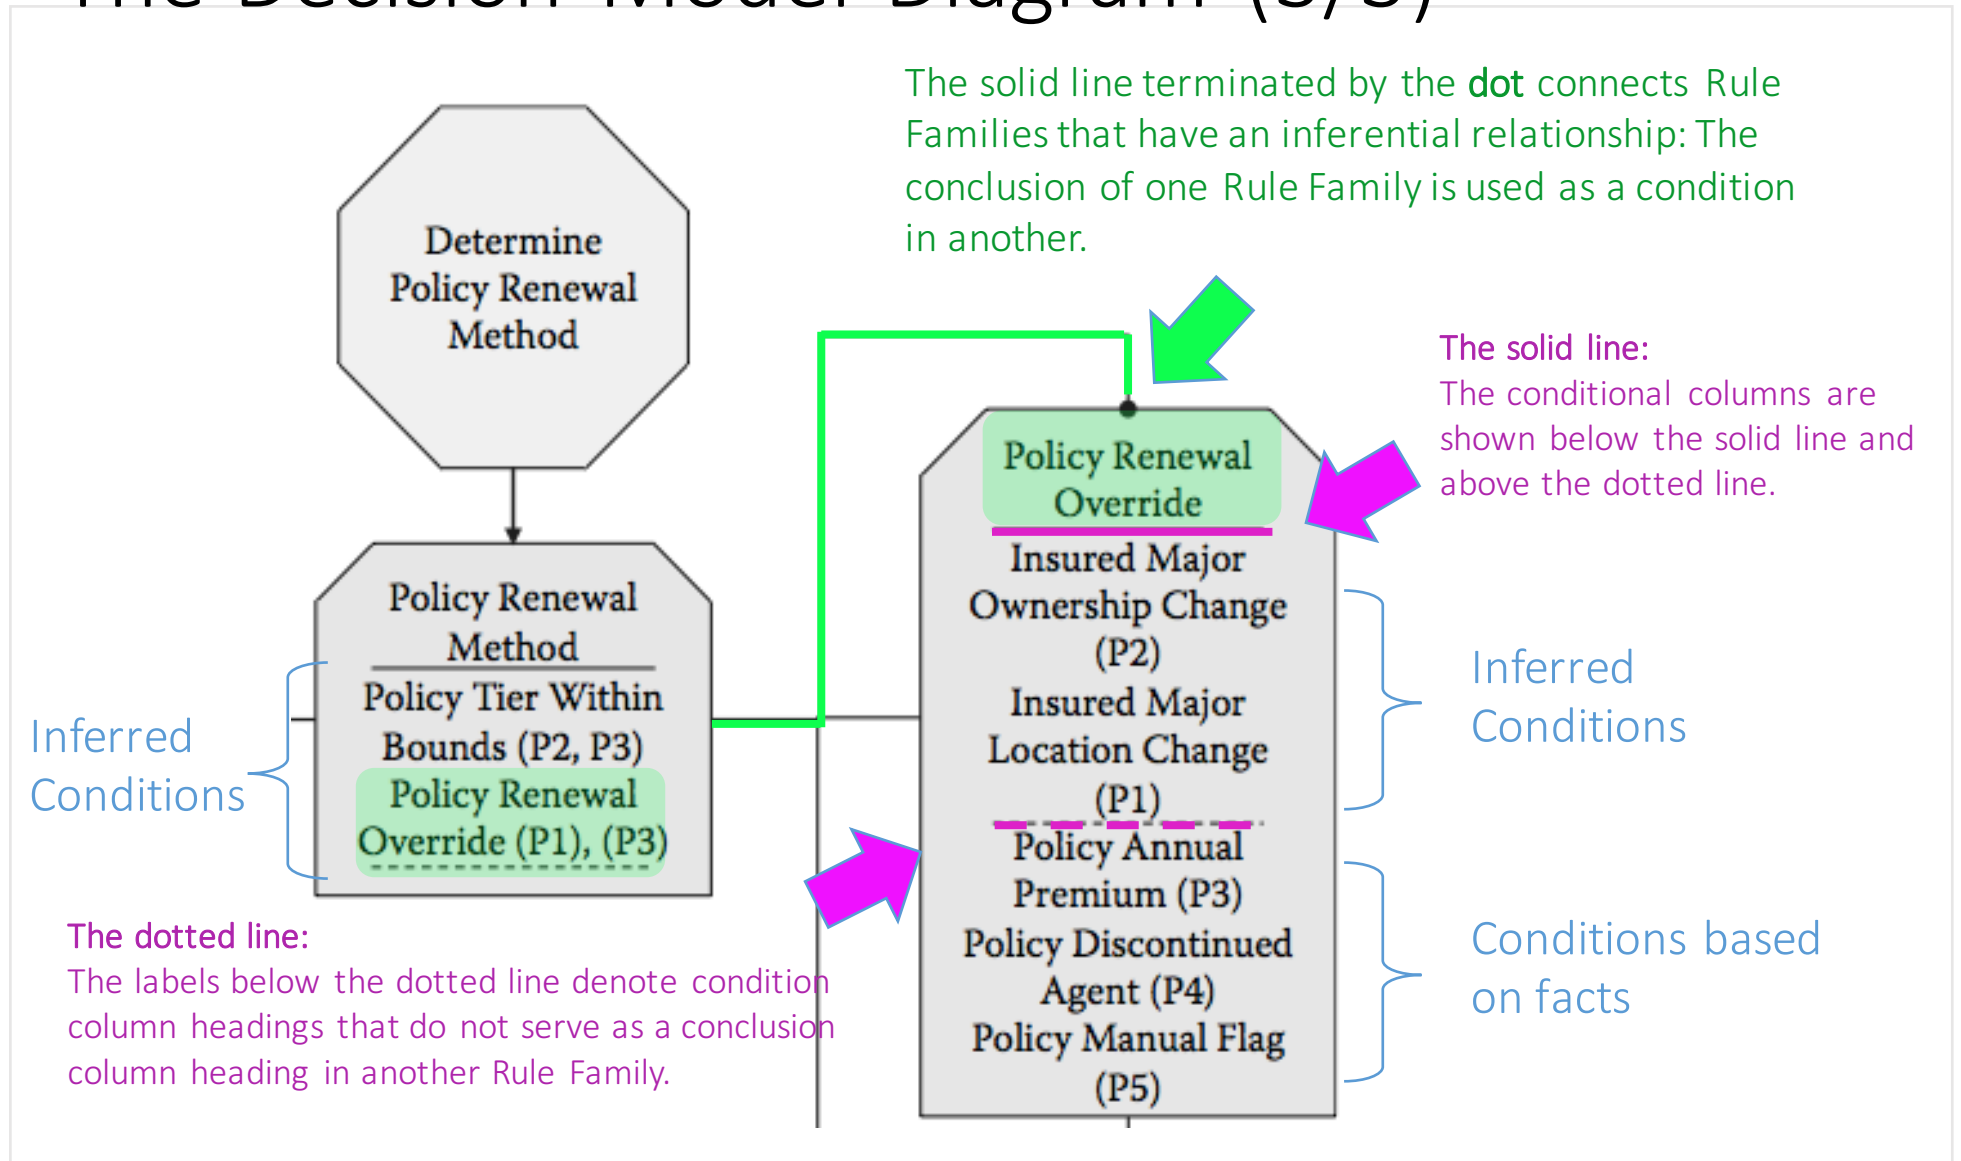 The Decision Model Diagram (3/5)
The solid line terminated by the dot connects Rule
Families that have an inferential relationship: The
conclusion of one Rule Family is used as a condition
in another.
Determine
Policy Renewal
Method
The solid line:
The conditional columns are
shown below the solid line and
above the dotted line.
Policy Renewal
Override
Insured Major
Ownership Change
(P2)
Insured Major
Location Change
(P1)
Policy Annual
Premium (P3)
Policy Discontinued
Agent (P4)
Policy Manual Flag
(P5)
Policy Renewal
Method
Policy Tier Within
Bounds (P2, P3)
Policy Renewal
Override (P1), (P3)
Inferred
Conditions
Inferred
Conditions
Conditions based
on facts
The dotted line:
The labels below the dotted line denote condition
column headings that do not serve as a conclusion
column heading in another Rule Family.